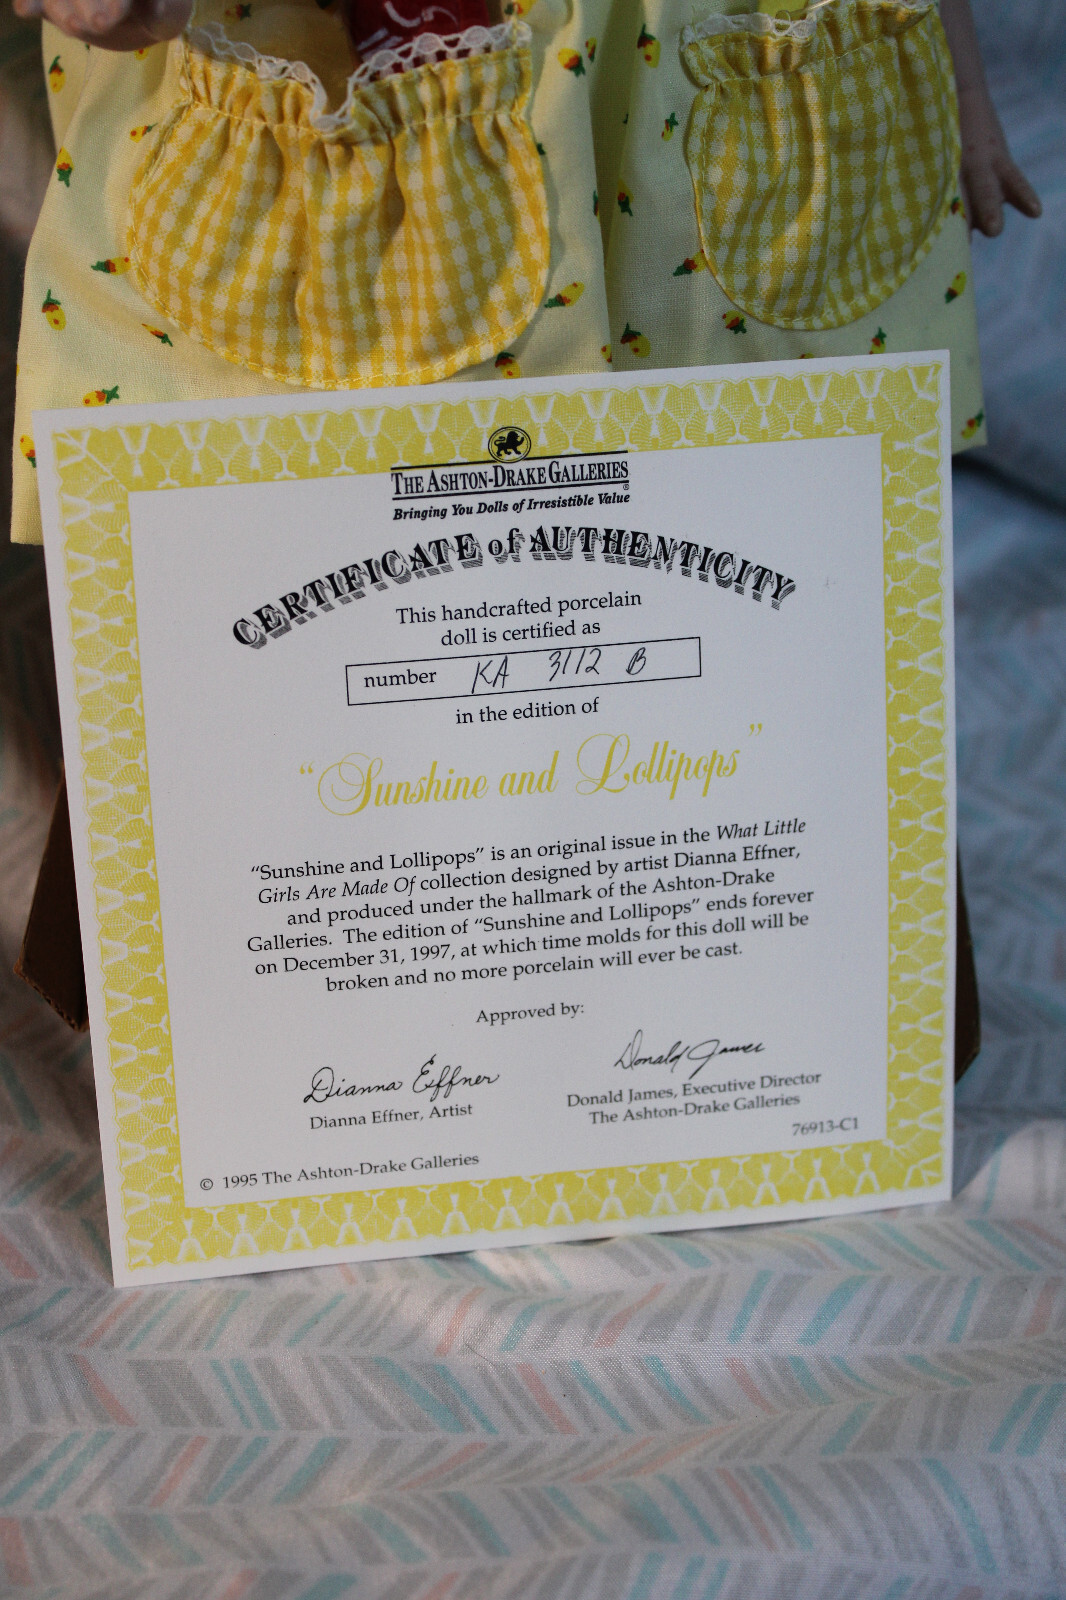 THE ASHTON-DRAKE GALLERIES
®
Bringing You Dolls of Irresistible Value
CERTIFICATE of AUTHENTICITY
This handcrafted porcelain
doll is certified as
number KA 3112 B
in the edition of
“Sunshine and Lollipops”
“Sunshine and Lollipops” is an original issue in the What Little
Girls Are Made Of collection designed by artist Dianna Effner,
and produced under the hallmark of the Ashton-Drake
Galleries. The edition of “Sunshine and Lollipops” ends forever
on December 31, 1997, at which time molds for this doll will be
broken and no more porcelain will ever be cast.
Approved by:
Dianna Effner
Dianna Effner, Artist
Donald James
Donald James, Executive Director
The Ashton-Drake Galleries
76913-C1
© 1995 The Ashton-Drake Galleries